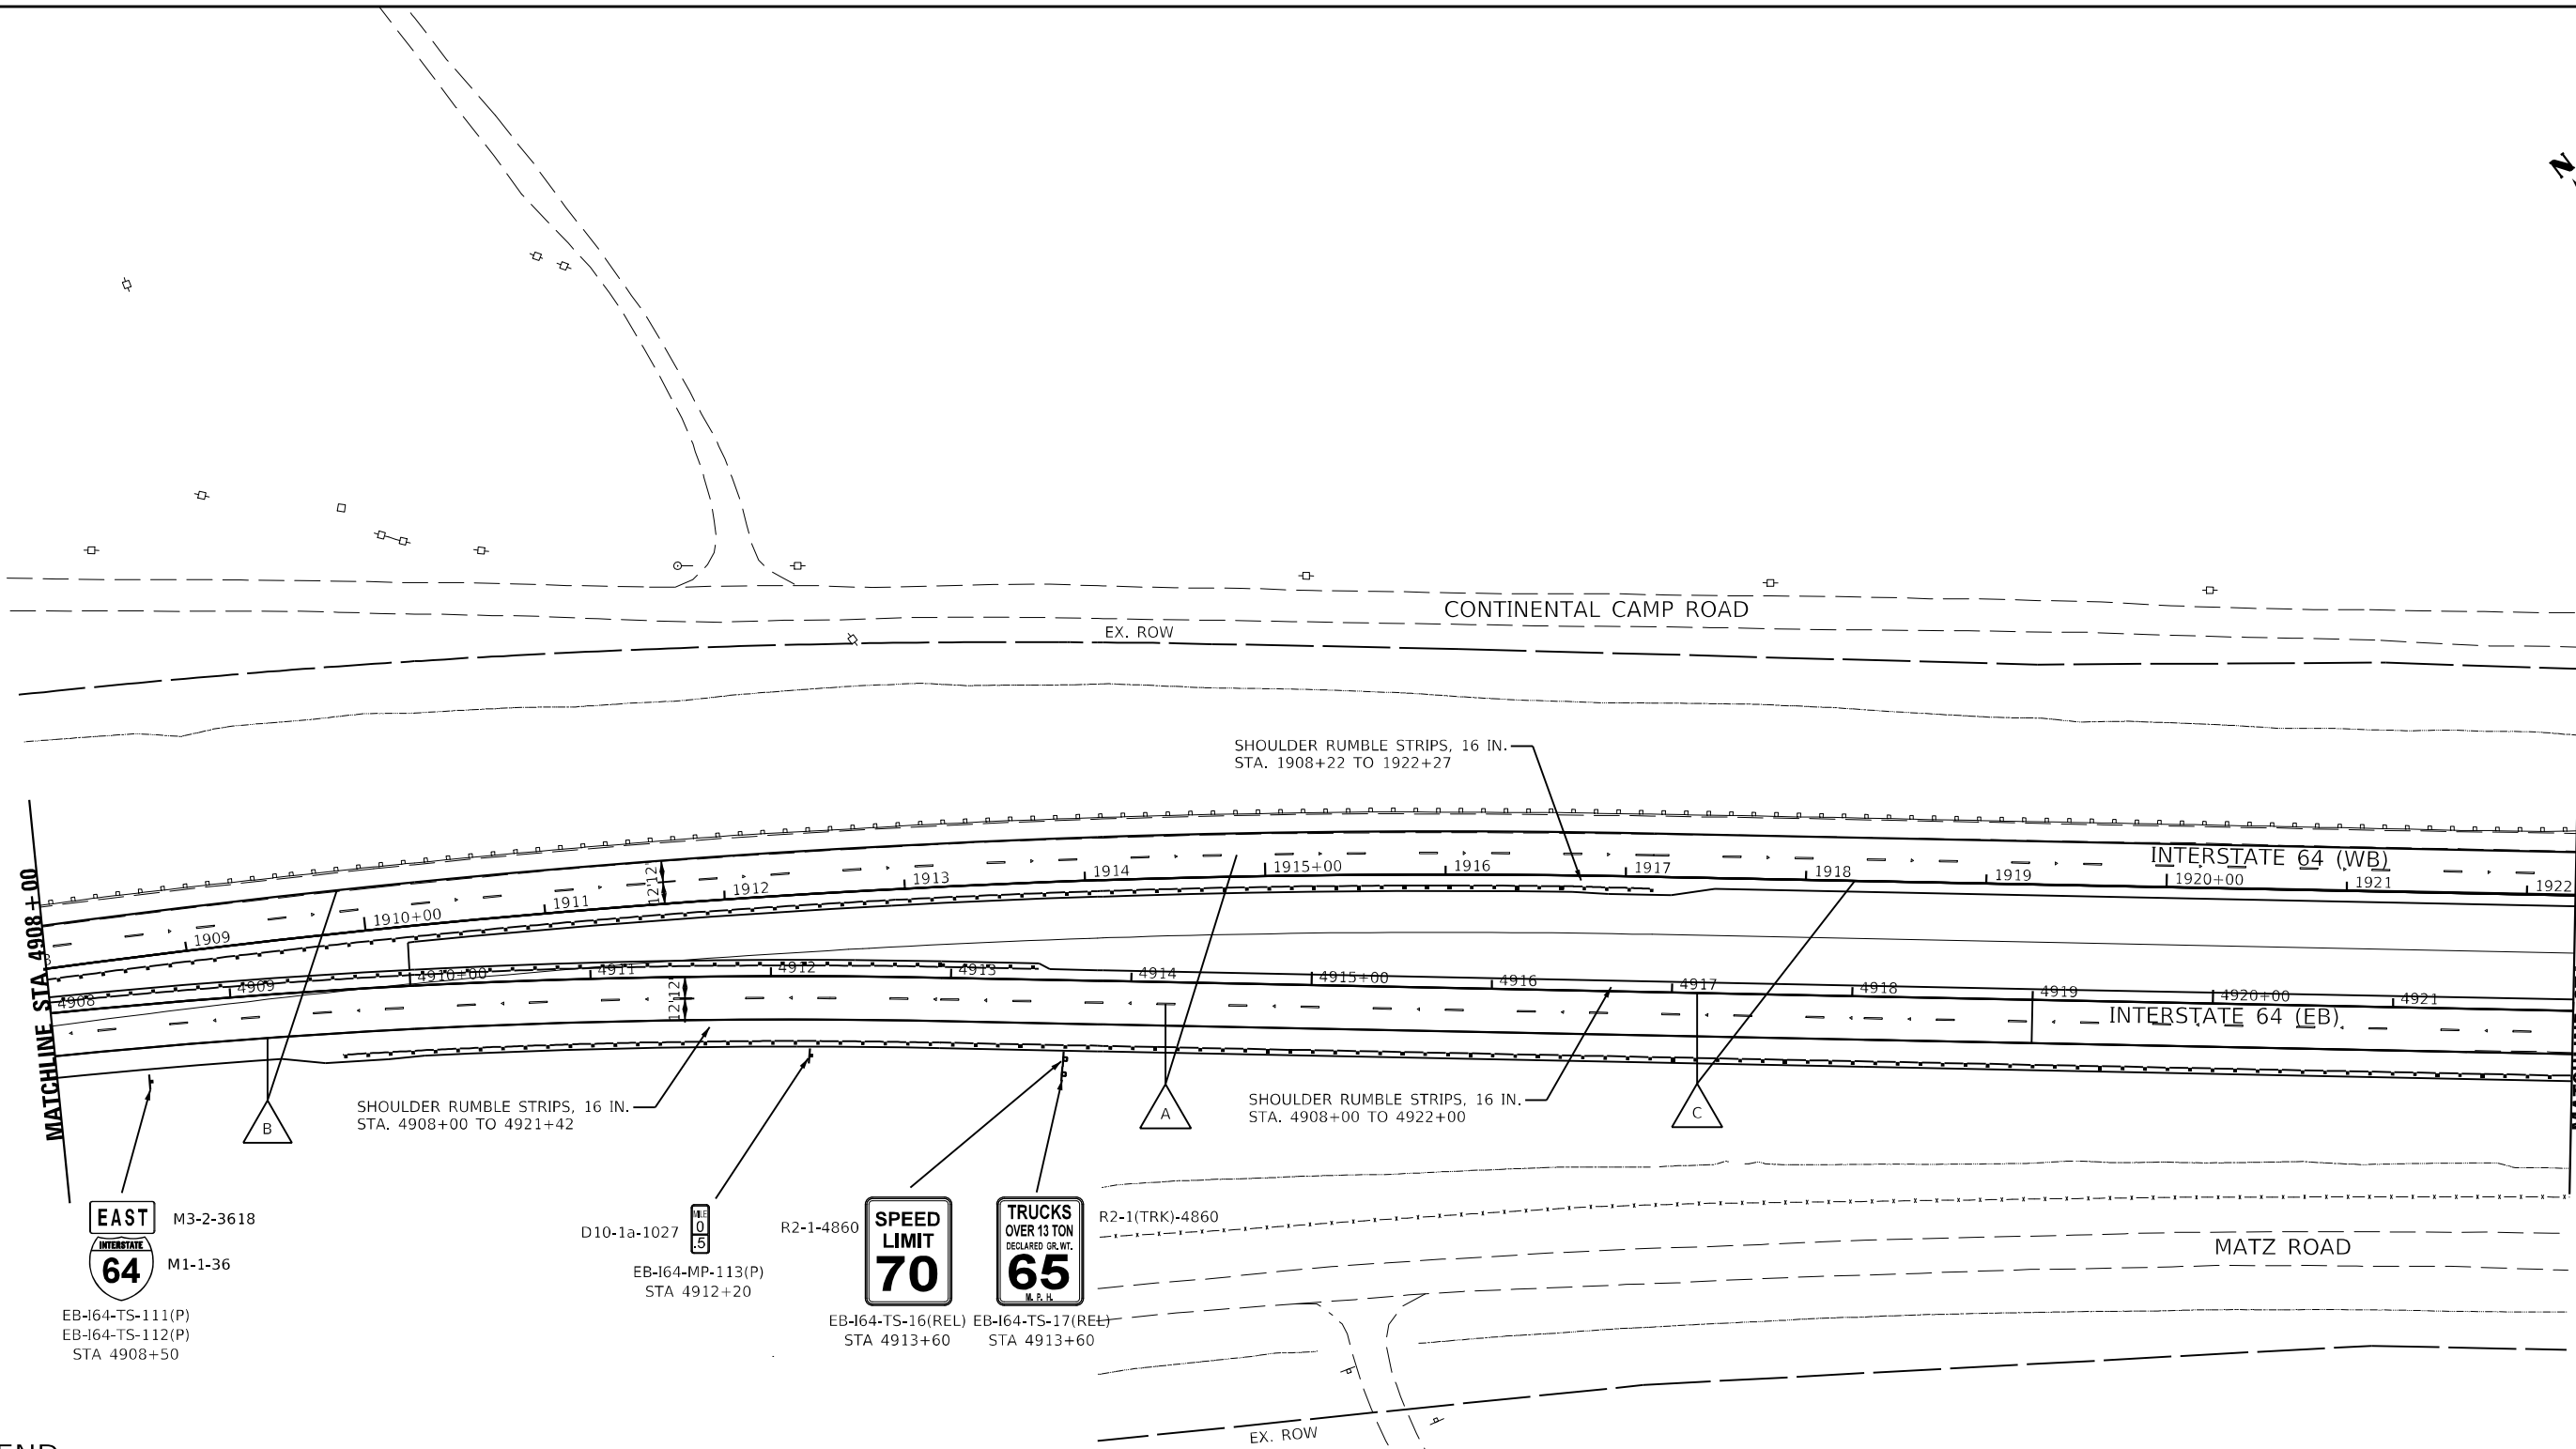 N
CONTINENTAL CAMP ROAD
EX. ROW
SHOULDER RUMBLE STRIPS, 16 IN.
STA. 1908+22 TO 1922+27
MATCHLINE STA. 4908+00
12' 12'
1909
1910+00
1911
1912
1913
1914
1915+00
1916
1917
1918
1919
1920+00
1921
1922
INTERSTATE 64 (WB)
4908
4909
4910+00
4911
4912
4913
4914
4915+00
4916
4917
4918
4919
4920+00
4921
12' 12'
INTERSTATE 64 (EB)
B
SHOULDER RUMBLE STRIPS, 16 IN.
STA. 4908+00 TO 4921+42
A
SHOULDER RUMBLE STRIPS, 16 IN.
STA. 4908+00 TO 4922+00
C
EAST
M3-2-3618
INTERSTATE
64
M1-1-36
EB-I64-TS-111(P)
EB-I64-TS-112(P)
STA 4908+50
D10-1a-1027
MILE
0
.5
EB-I64-MP-113(P)
STA 4912+20
R2-1-4860
SPEED
LIMIT
70
EB-I64-TS-16(REL)
STA 4913+60
TRUCKS
OVER 13 TON
DECLARED GR. WT.
65
M. P. H.
R2-1(TRK)-4860
EB-I64-TS-17(REL)
STA 4913+60
MATZ ROAD
EX. ROW